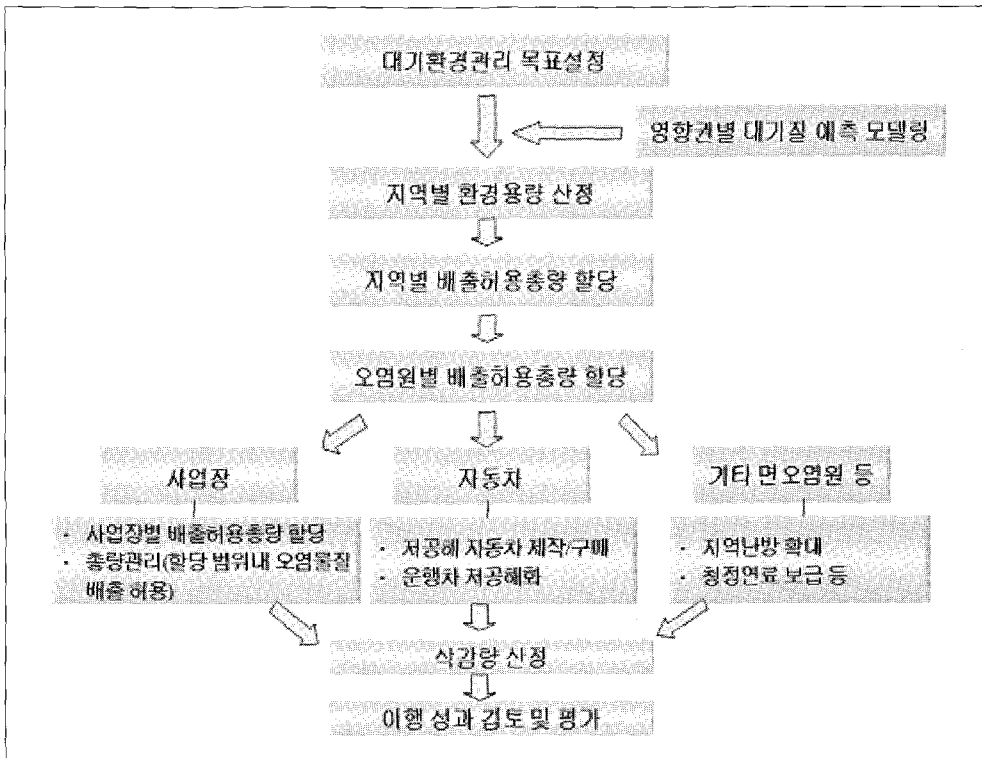 대기환경관리 목표설정
영향권별 대기질 예측 모델링
지역별 환경용량 산정
지역별 배출허용총량 할당
오염원별 배출허용총량 할당
사업장
· 사업장별 배출허용총량 할당
· 총량관리(할당 범위내 오염물질
배출 허용)
자동차
· 저공해 자동차 제작/구매
· 운행차 저공해화
기타 면오염원 등
· 지역난방 확대
· 청정연료 보급 등
삭감량 산정
이행 성과 검토 및 평가